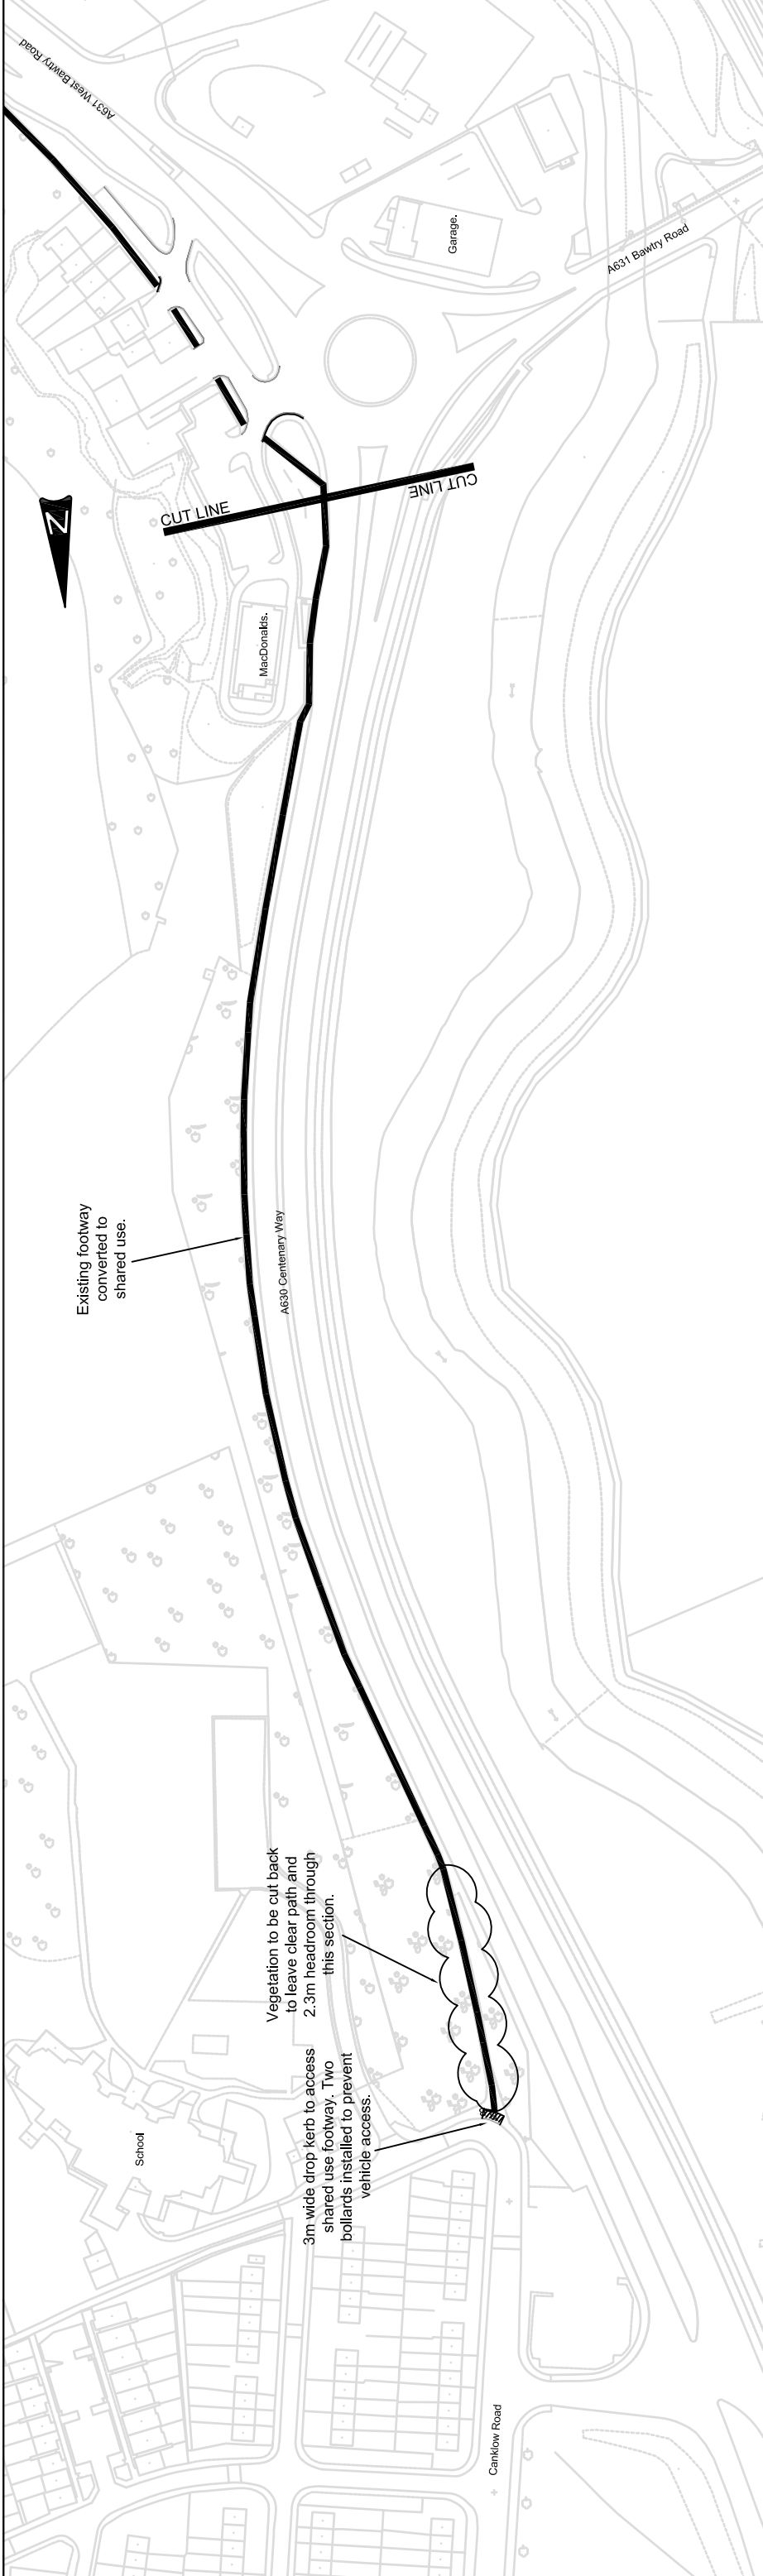 A631 West Bawtry Road
Garage.
A631 Bawtry Road
N
CUT LINE
CUT LINE
MacDonalds.
Existing footway
converted to
shared use.
A630 Centenary Way
Vegetation to be cut back
to leave clear path and
2.3m headroom through
this section.
3m wide drop kerb to access
shared use footway. Two
bollards installed to prevent
vehicle access.
School
Canklow Road